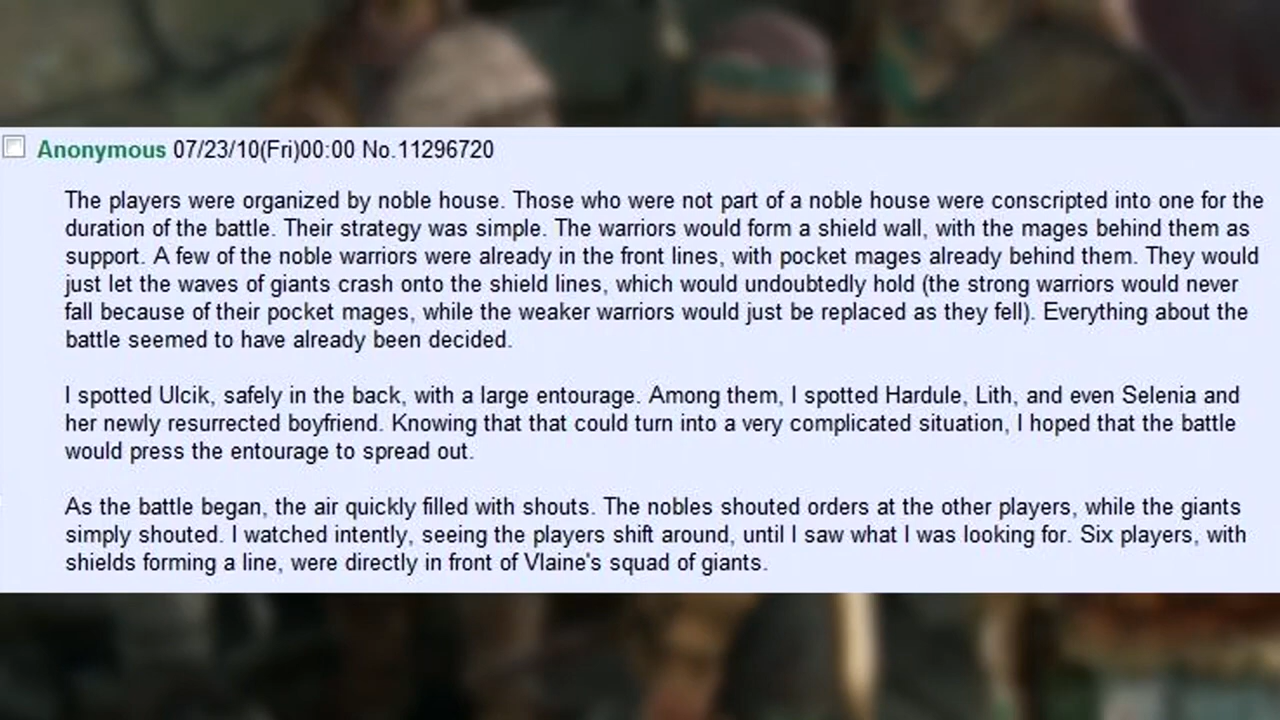 Anonymous 07/23/10(Fri)00:00 No.11296720
The players were organized by noble house. Those who were not part of a noble house were conscripted into one for the
duration of the battle. Their strategy was simple. The warriors would form a shield wall, with the mages behind them as
support. A few of the noble warriors were already in the front lines, with pocket mages already behind them. They would
just let the waves of giants crash onto the shield lines, which would undoubtedly hold (the strong warriors would never
fall because of their pocket mages, while the weaker warriors would just be replaced as they fell). Everything about the
battle seemed to have already been decided.
I spotted Ulcik, safely in the back, with a large entourage. Among them, I spotted Hardule, Lith, and even Selenia and
her newly resurrected boyfriend. Knowing that that could turn into a very complicated situation, I hoped that the battle
would press the entourage to spread out.
As the battle began, the air quickly filled with shouts. The nobles shouted orders at the other players, while the giants
simply shouted. I watched intently, seeing the players shift around, until I saw what I was looking for. Six players, with
shields forming a line, were directly in front of Vlaine's squad of giants.